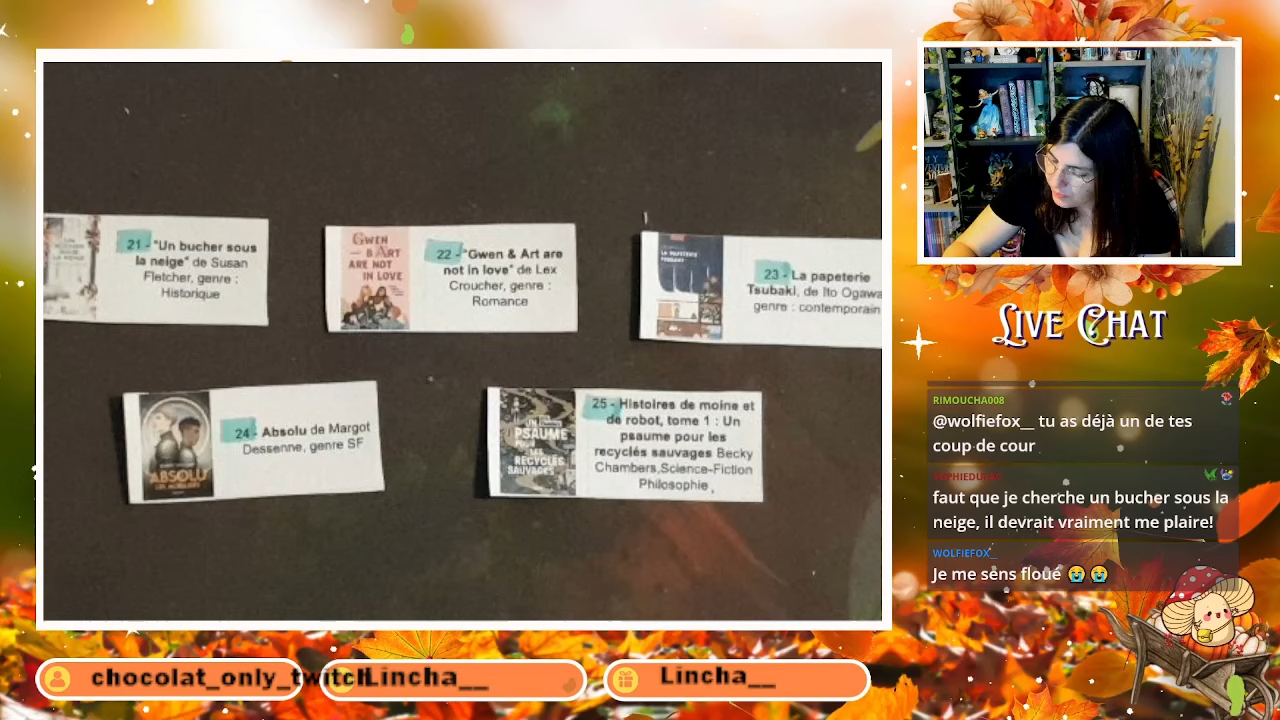 21 - "Un bucher sous
la neige" de Susan
Fletcher, genre :
Historique
GWEN
& ART
ARE NOT
IN LOVE
22 - "Gwen & Art are
not in love" de Lex
Croucher, genre :
Romance
LA PAPETERIE
TSUBAKI
23 - La papeterie
Tsubaki, de Ito Ogawa
genre : contemporain
ABSOLU
24 - Absolu de Margot
Dessenne, genre SF
PSAUME
RECYCLÉS
SAUVAGES
25 - Histoires de moine et
de robot, tome 1 : Un
psaume pour les
recyclés sauvages Becky
Chambers,Science-Fiction
Philosophie
LIVE CHAT
RIMOUCHA008
@wolfiefox__ tu as déjà un de tes
coup de cour
faut que je cherche un bucher sous la
neige, il devrait vraiment me plaire!
WOLFIEFOX__
Je me sens floué 😭😭
chocolat_only_twitch
Lincha__
Lincha__